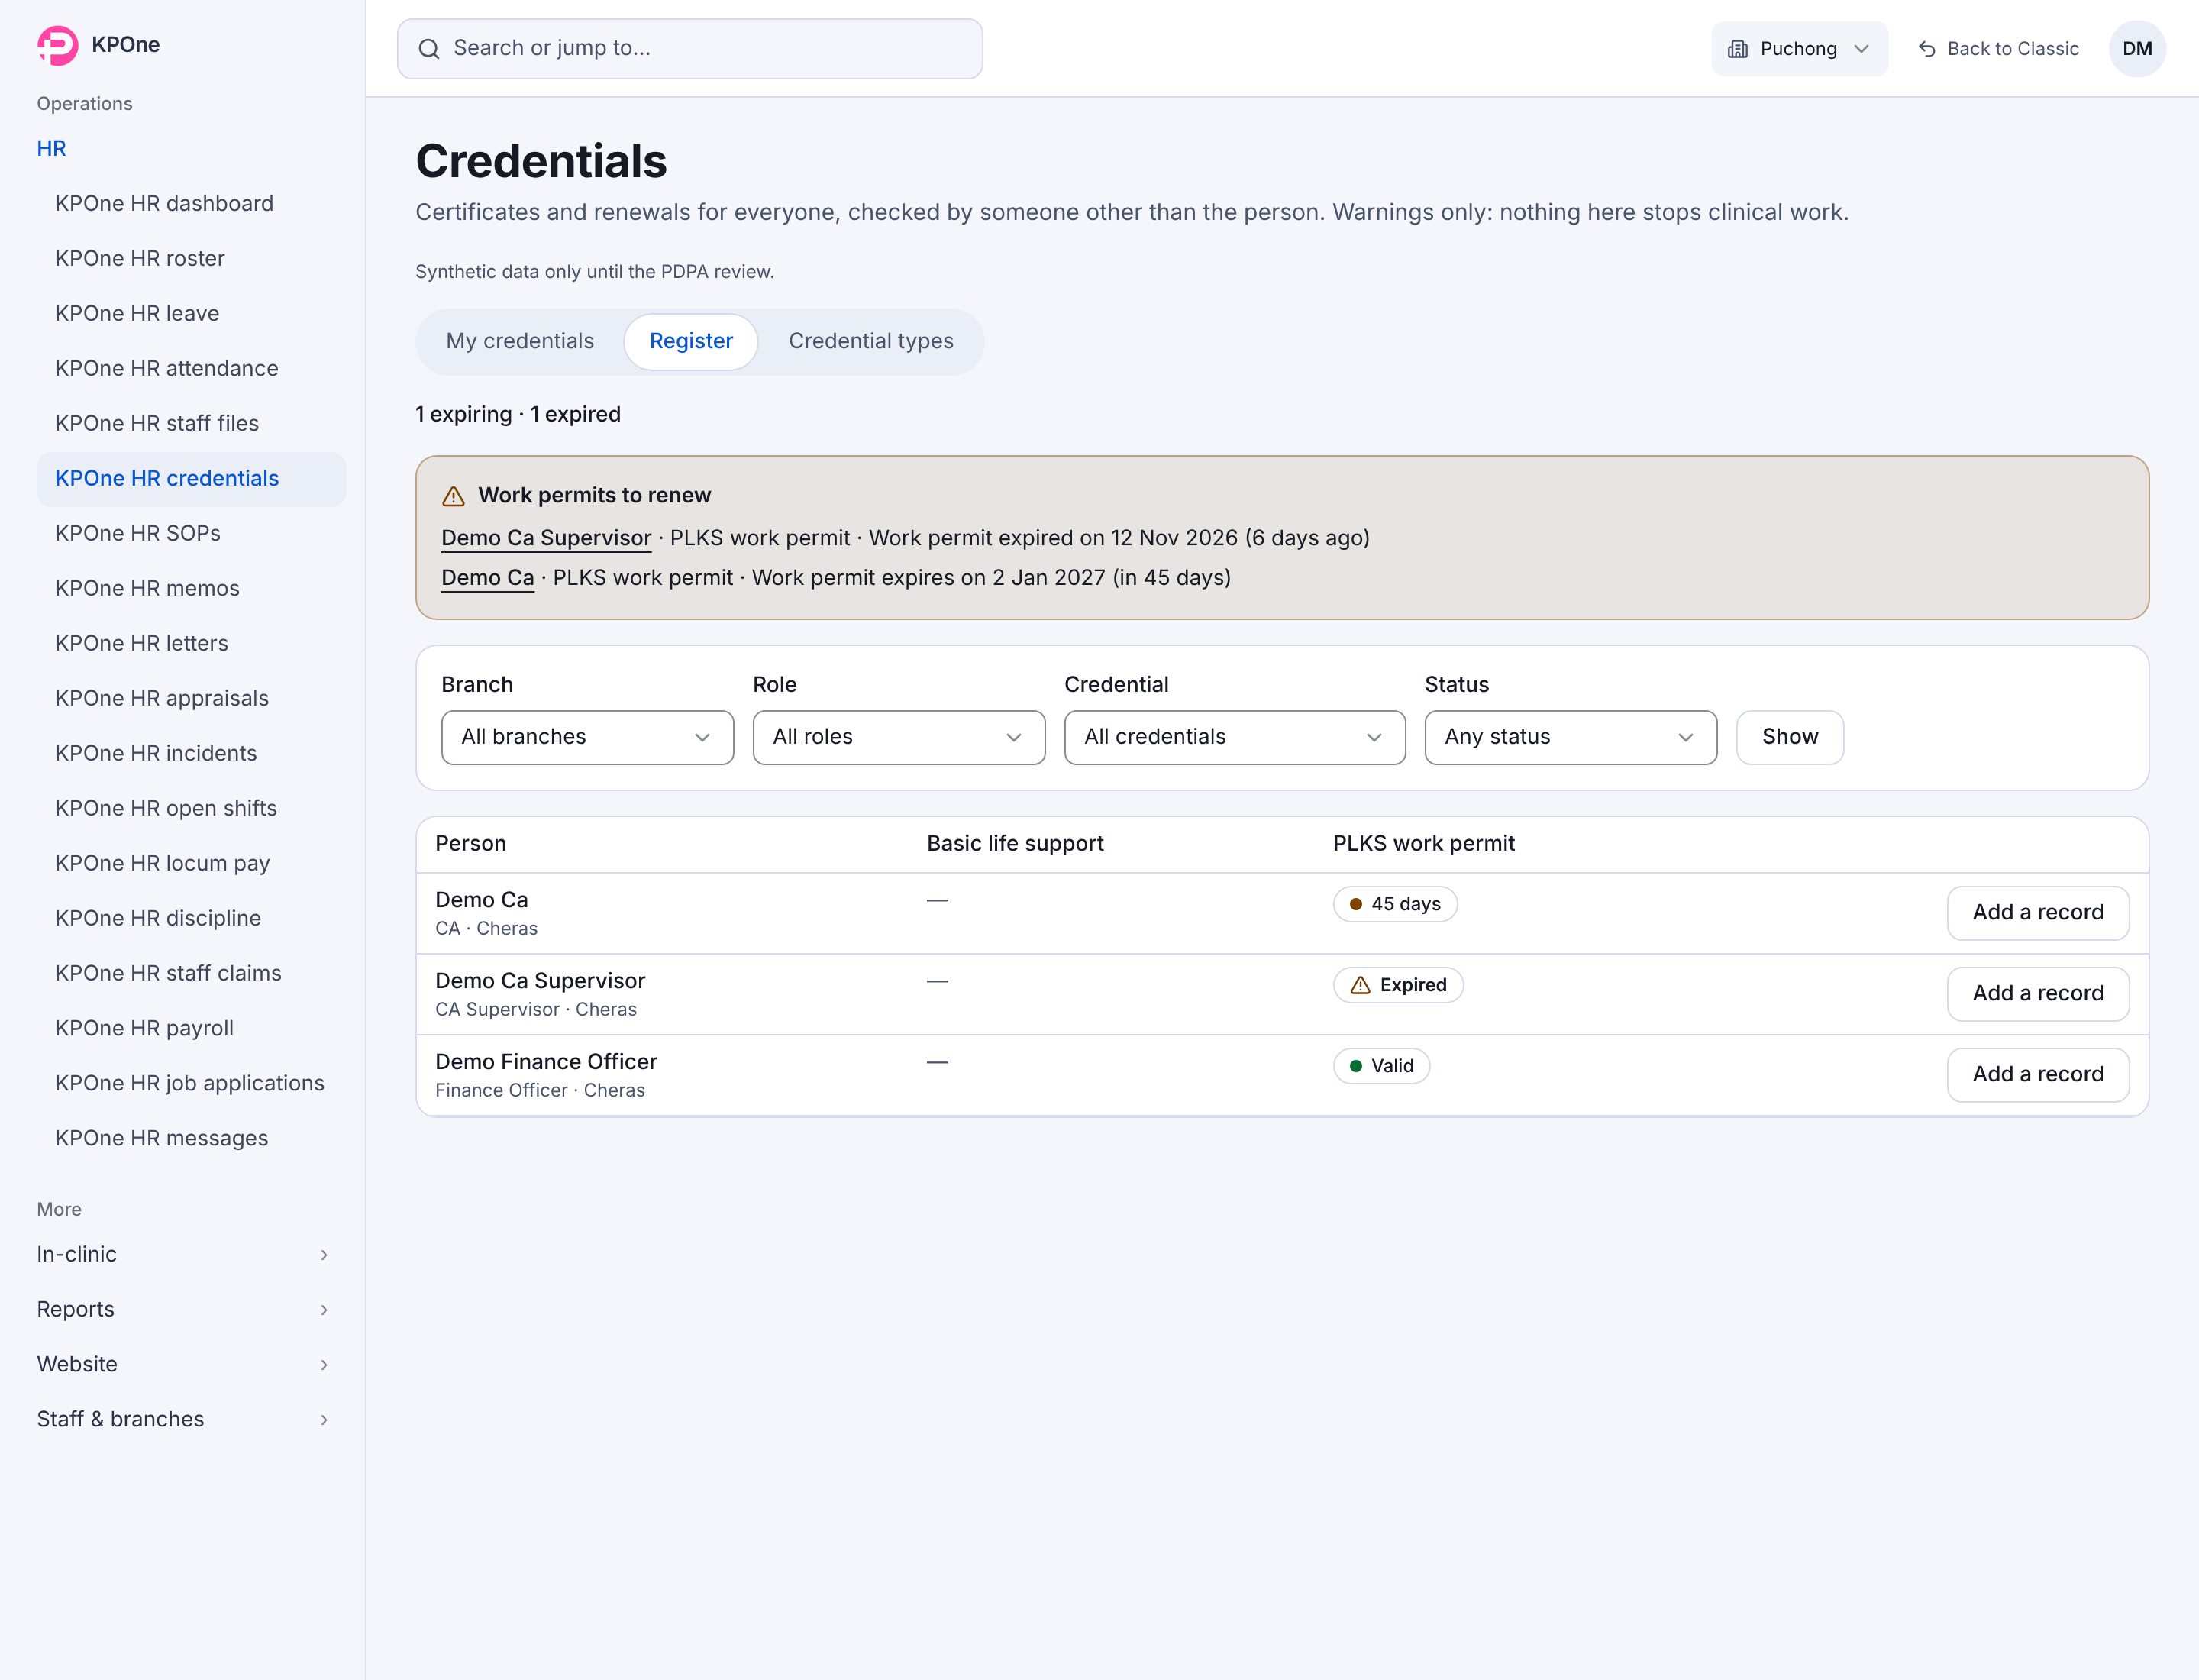 KPOne
Operations
HR
KPOne HR dashboard
KPOne HR roster
KPOne HR leave
KPOne HR attendance
KPOne HR staff files
KPOne HR credentials
KPOne HR SOPs
KPOne HR memos
KPOne HR letters
KPOne HR appraisals
KPOne HR incidents
KPOne HR open shifts
KPOne HR locum pay
KPOne HR discipline
KPOne HR staff claims
KPOne HR payroll
KPOne HR job applications
KPOne HR messages
More
In-clinic
Reports
Website
Staff & branches
Search or jump to...
Puchong
Back to Classic
DM
Credentials
Certificates and renewals for everyone, checked by someone other than the person. Warnings only: nothing here stops clinical work.
Synthetic data only until the PDPA review.
My credentials Register Credential types
1 expiring · 1 expired
Work permits to renew
Demo Ca Supervisor · PLKS work permit · Work permit expired on 12 Nov 2026 (6 days ago)
Demo Ca · PLKS work permit · Work permit expires on 2 Jan 2027 (in 45 days)
Branch Role Credential Status
All branches All roles All credentials Any status Show
Person Basic life support PLKS work permit
Demo Ca — 45 days Add a record
CA · Cheras
Demo Ca Supervisor — Expired Add a record
CA Supervisor · Cheras
Demo Finance Officer — Valid Add a record
Finance Officer · Cheras